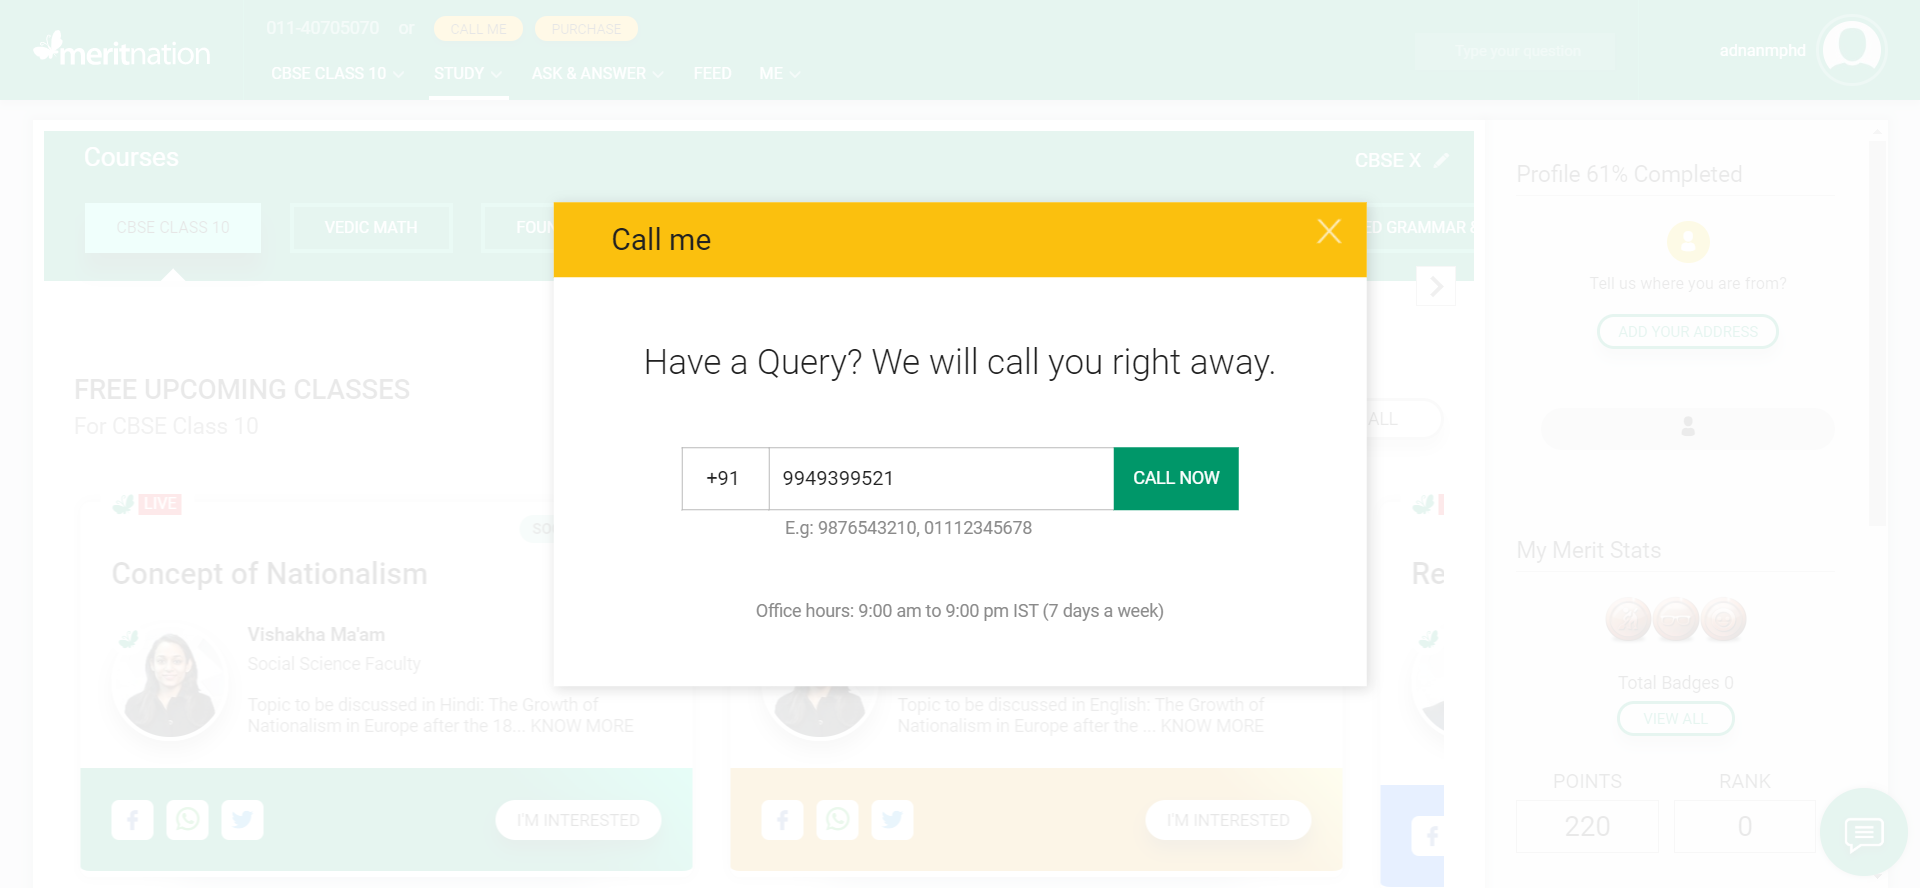 meritnation
011-40705070 or CALL ME PURCHASE
CBSE CLASS 10 STUDY ASK & ANSWER FEED ME
Type your question
adnanmphd
Courses
CBSE X
CBSE CLASS 10
VEDIC MATH
GRAMMAR &
Call me
Have a Query? We will call you right away.
+91 9949399521 CALL NOW
E.g: 9876543210, 01112345678
Office hours: 9:00 am to 9:00 pm IST (7 days a week)
FREE UPCOMING CLASSES
For CBSE Class 10
ALL
LIVE
Concept of Nationalism
Vishakha Ma'am
Social Science Faculty
Topic to be discussed in Hindi: The Growth of
Nationalism in Europe after the 18... KNOW MORE
I'M INTERESTED
Topic to be discussed in English: The Growth of
Nationalism in Europe after the ... KNOW MORE
I'M INTERESTED
Re
Profile 61% Completed
Tell us where you are from?
ADD YOUR ADDRESS
My Merit Stats
Total Badges 0
VIEW ALL
POINTS RANK
220 0